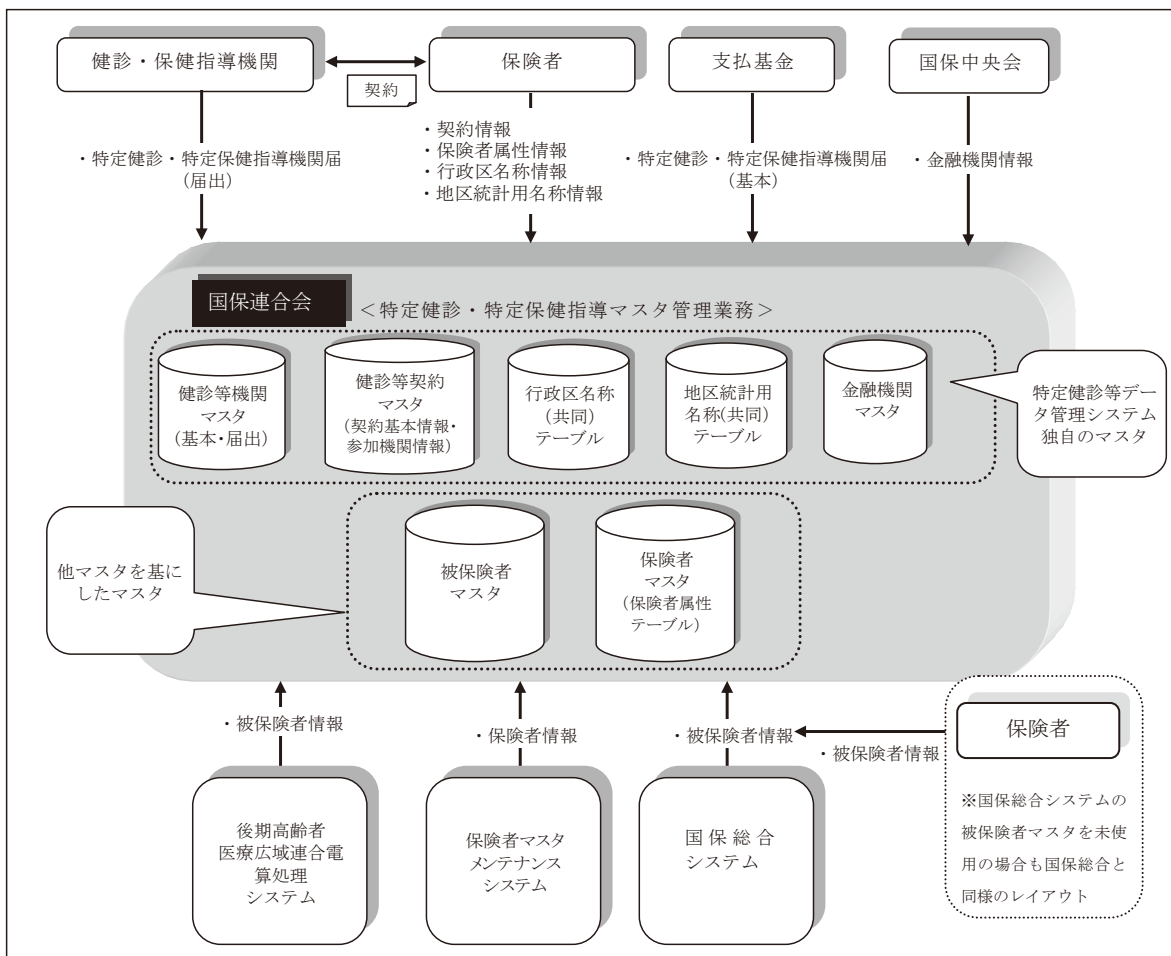 健診・保健指導機関
契約
保険者
支払基金
国保中央会
・特定健診・特定保健指導機関届
(届出)
・契約情報
・保険者属性情報
・行政区名称情報
・地区統計用名称情報
・特定健診・特定保健指導機関届
(基本)
・金融機関情報
国保連合会
＜特定健診・特定保健指導マスタ管理業務＞
健診等機関
マスタ
(基本・届出)
健診等契約
マスタ
(契約基本情報・
参加機関情報)
行政区名称
(共同)
テーブル
地区統計用
名称(共同)
テーブル
金融機関
マスタ
特定健診等デー
タ管理システム
独自のマスタ
他マスタを基に
したマスタ
被保険者
マスタ
保険者
マスタ
(保険者属性
テーブル)
・被保険者情報
・保険者情報
・被保険者情報
・被保険者情報
後期高齢者
医療広域連合電
算処理
システム
保険者マスタ
メンテナンス
システム
国保総合
システム
保険者
※国保総合システムの
被保険者マスタを未使
用の場合も国保総合と
同様のレイアウト